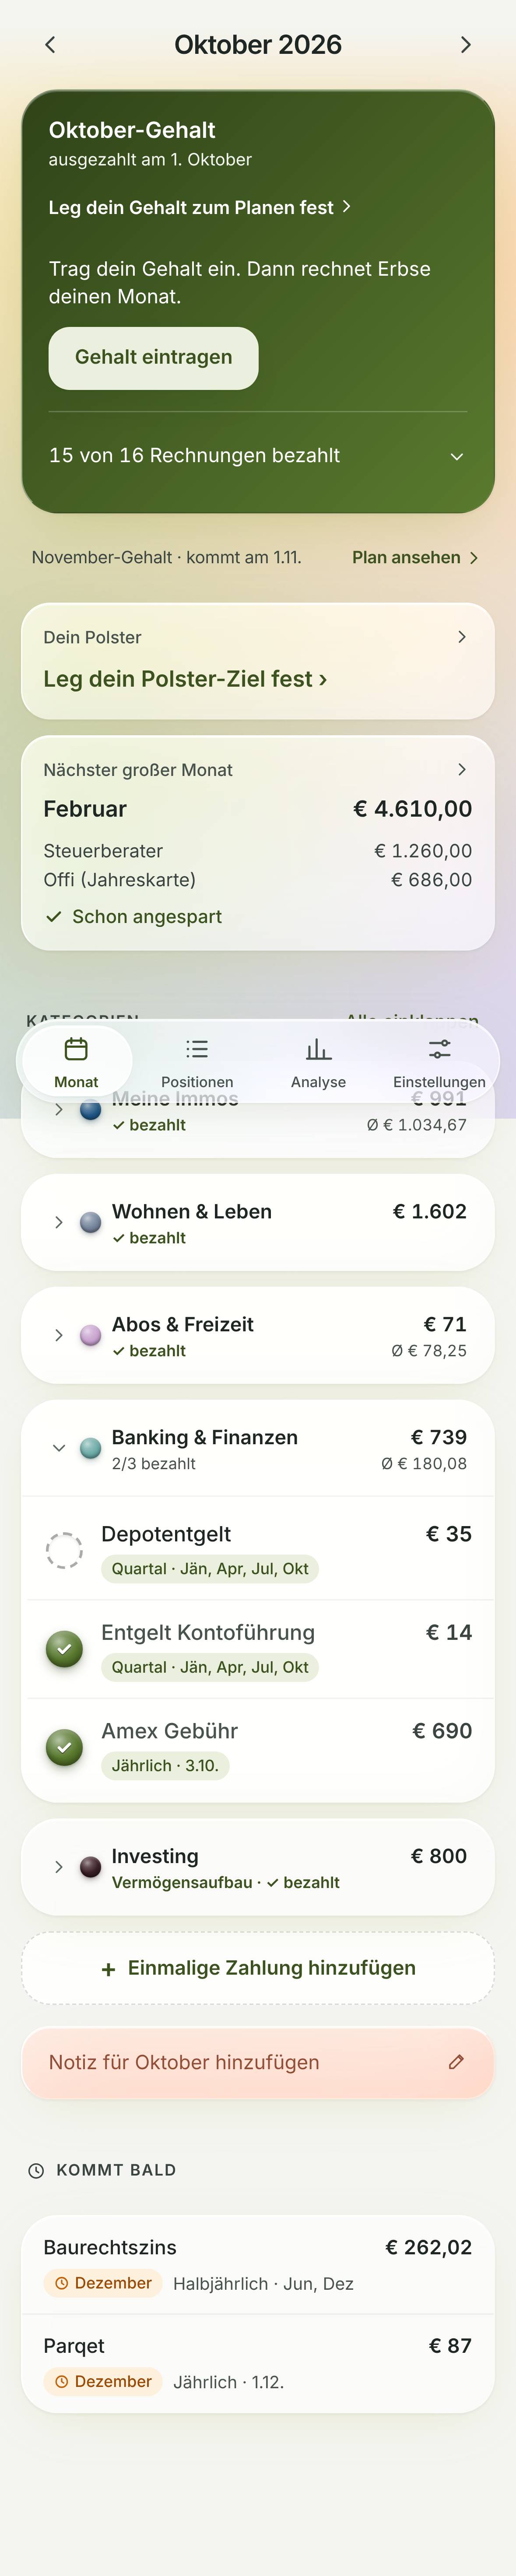 Oktober 2026
Oktober-Gehalt
ausgezahlt am 1. Oktober
Leg dein Gehalt zum Planen fest
Trag dein Gehalt ein. Dann rechnet Erbse
deinen Monat.
Gehalt eintragen
15 von 16 Rechnungen bezahlt
November-Gehalt · kommt am 1.11. Plan ansehen
Dein Polster
Leg dein Polster-Ziel fest ›
Nächster großer Monat
Februar € 4.610,00
Steuerberater € 1.260,00
Offi (Jahreskarte) € 686,00
Schon angespart
KATEGORIEN Alle einklappen
Monat Positionen Analyse Einstellungen
Meine Immos € 991
✓ bezahlt Ø € 1.034,67
Wohnen & Leben € 1.602
✓ bezahlt
Abos & Freizeit € 71
✓ bezahlt Ø € 78,25
Banking & Finanzen € 739
2/3 bezahlt Ø € 180,08
Depotentgelt € 35
Quartal · Jän, Apr, Jul, Okt
Entgelt Kontoführung € 14
Quartal · Jän, Apr, Jul, Okt
Amex Gebühr € 690
Jährlich · 3.10.
Investing € 800
Vermögensaufbau · ✓ bezahlt
+ Einmalige Zahlung hinzufügen
Notiz für Oktober hinzufügen
KOMMT BALD
Baurechtszins € 262,02
Dezember Halbjährlich · Jun, Dez
Parqet € 87
Dezember Jährlich · 1.12.